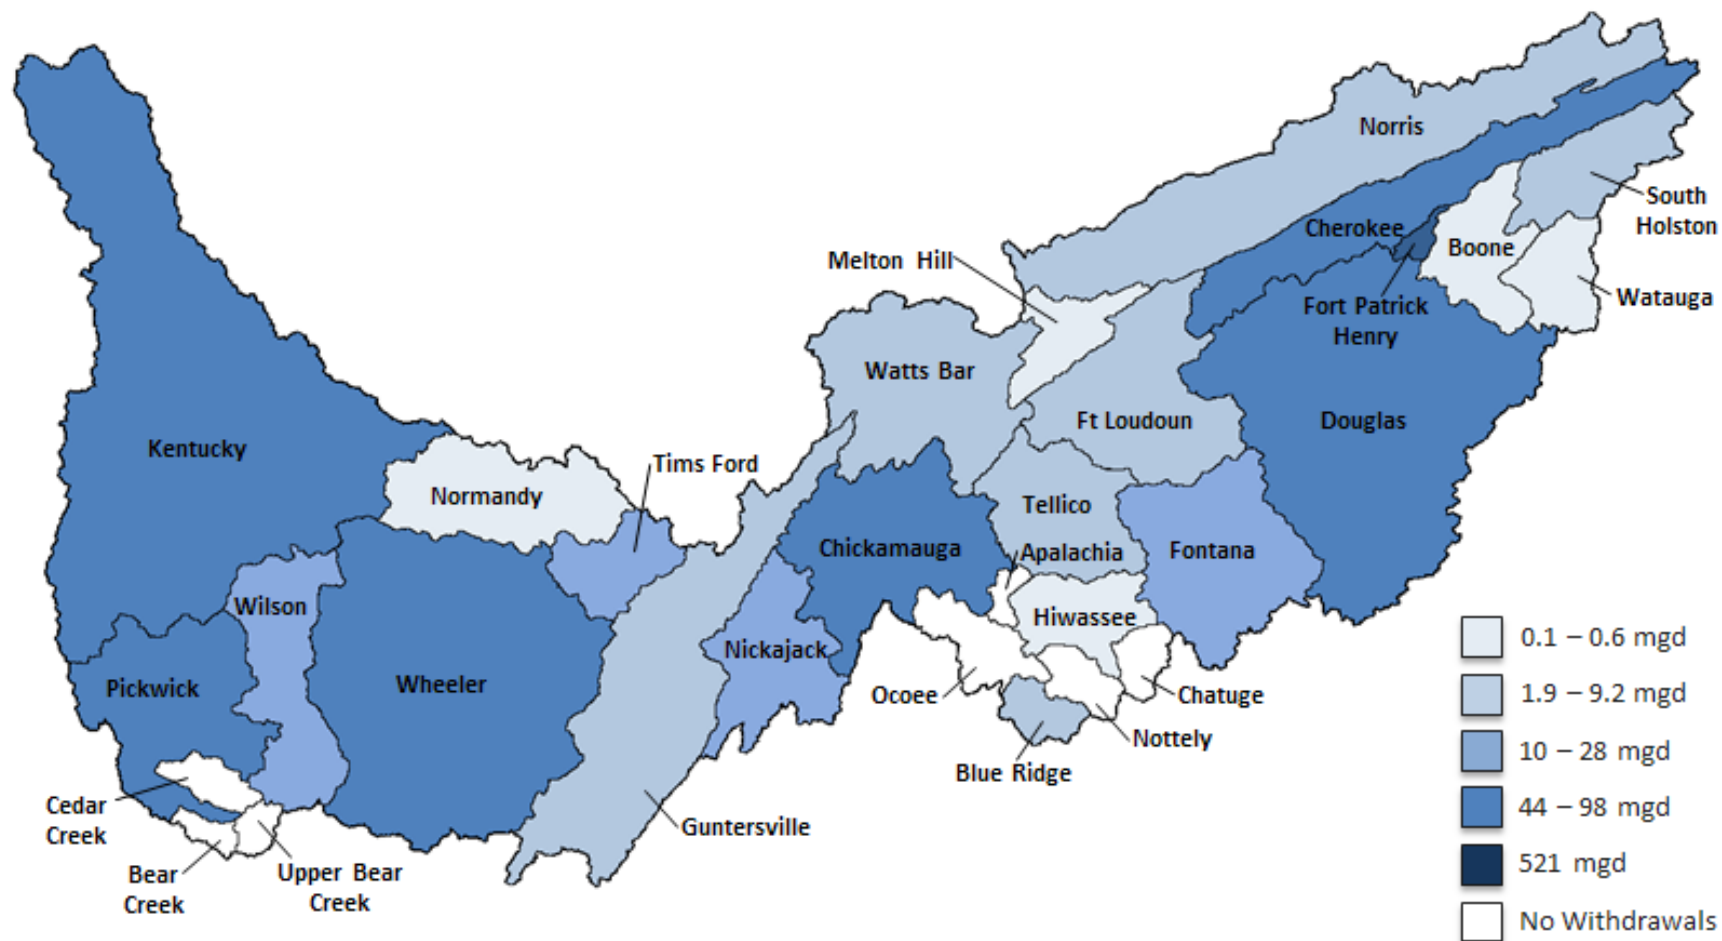 Norris
South
Holston
Cherokee
Boone
Melton Hill
Watauga
Fort Patrick
Henry
Watts Bar
Ft Loudoun
Douglas
Kentucky
Tims Ford
Normandy
Tellico
Chickamauga
Apalachia
Fontana
Wilson
Hiwassee
Nickajack
Wheeler
Pickwick
Ocoee
Chatuge
Nottely
Blue Ridge
Cedar
Creek
Guntersville
Bear
Creek
Upper Bear
Creek
0.1 – 0.6 mgd
1.9 – 9.2 mgd
10 – 28 mgd
44 – 98 mgd
521 mgd
No Withdrawals